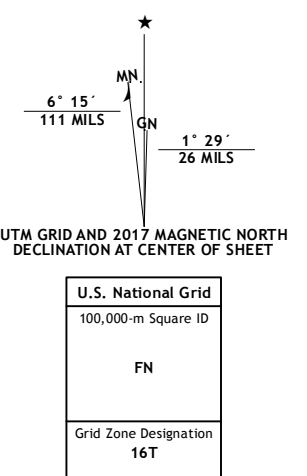 ★
MN.
6° 15´
111 MILS
GN
1° 29´
26 MILS
UTM GRID AND 2017 MAGNETIC NORTH
DECLINATION AT CENTER OF SHEET
U.S. National Grid
100,000-m Square ID
FN
Grid Zone Designation
16T